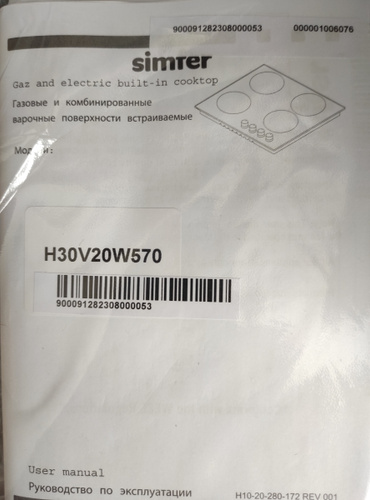 900091282308000053 000001006076
simfer
Gaz and electric built-in cooktop
Газовые и комбинированные
варочные поверхности встраиваемые
Модели:
H30V20W570
900091282308000053
User manual
Руководство по эксплуатации H10-20-280-172 REV 001